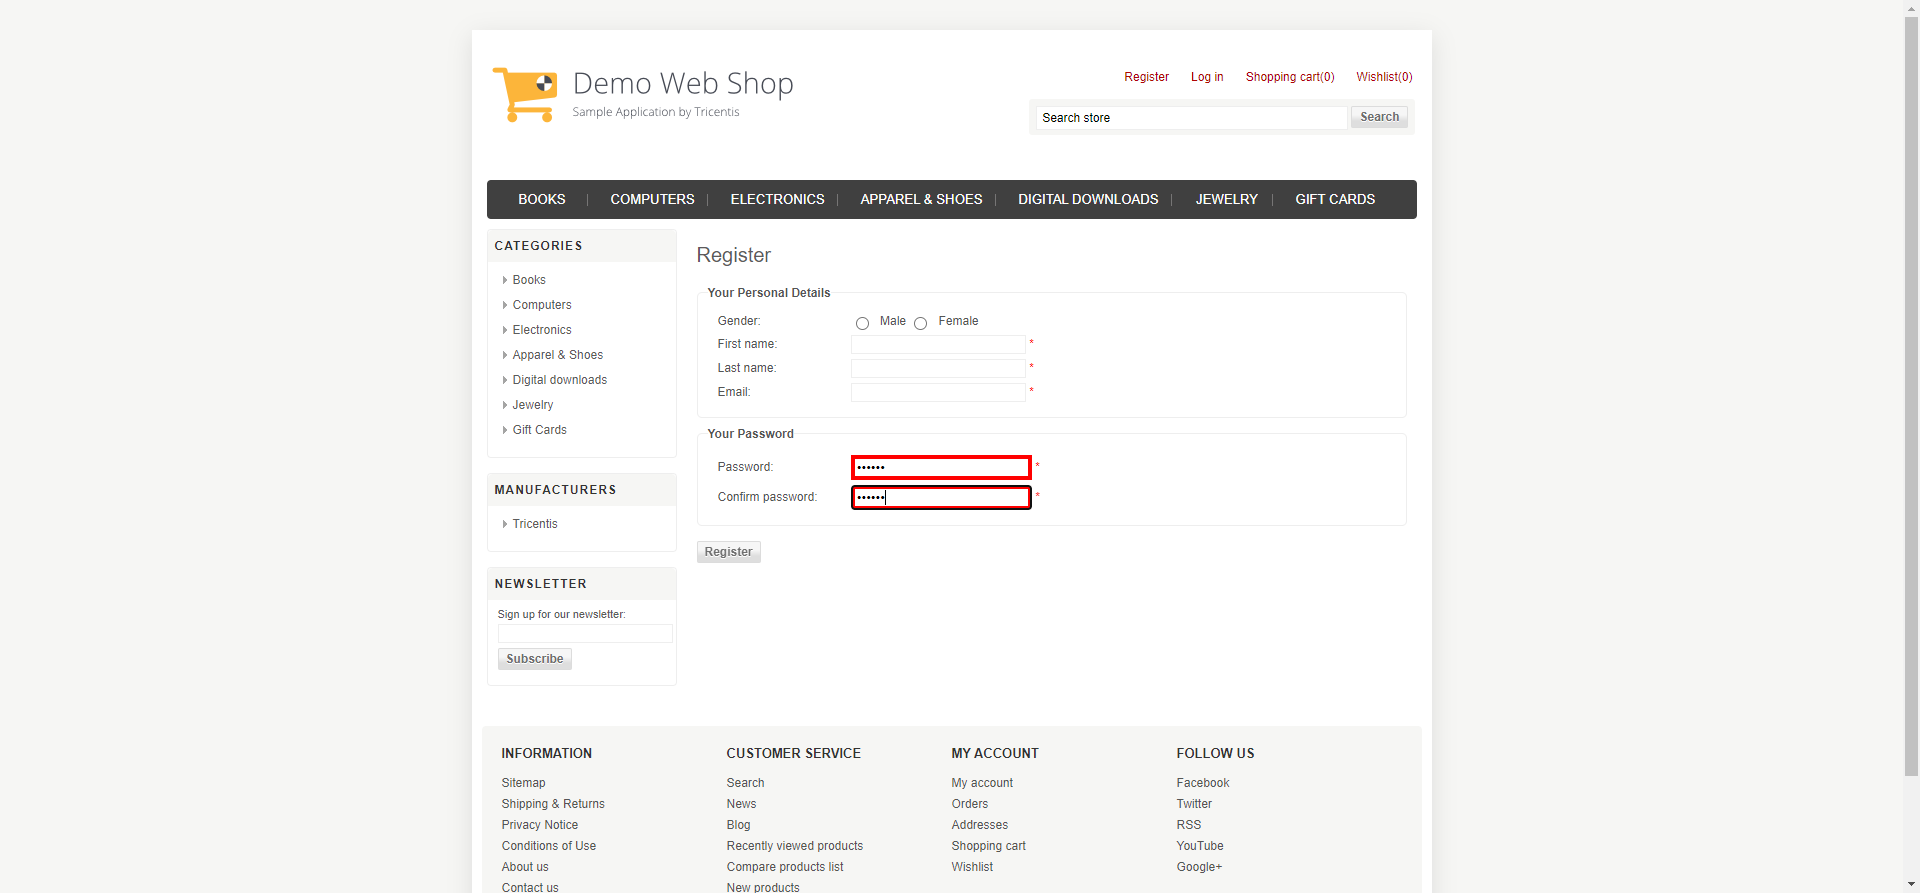 Demo Web Shop
Sample Application by Tricentis
Register Log in Shopping cart(0) Wishlist(0)
Search store Search
BOOKS COMPUTERS ELECTRONICS APPAREL & SHOES DIGITAL DOWNLOADS JEWELRY GIFT CARDS
CATEGORIES
Books
Computers
Electronics
Apparel & Shoes
Digital downloads
Jewelry
Gift Cards
MANUFACTURERS
Tricentis
NEWSLETTER
Sign up for our newsletter:
Subscribe
Register
Your Personal Details
Gender: Male Female
First name: *
Last name: *
Email: *
Your Password
Password: •••••• *
Confirm password: •••••• *
Register
INFORMATION
Sitemap
Shipping & Returns
Privacy Notice
Conditions of Use
About us
Contact us
CUSTOMER SERVICE
Search
News
Blog
Recently viewed products
Compare products list
New products
MY ACCOUNT
My account
Orders
Addresses
Shopping cart
Wishlist
FOLLOW US
Facebook
Twitter
RSS
YouTube
Google+